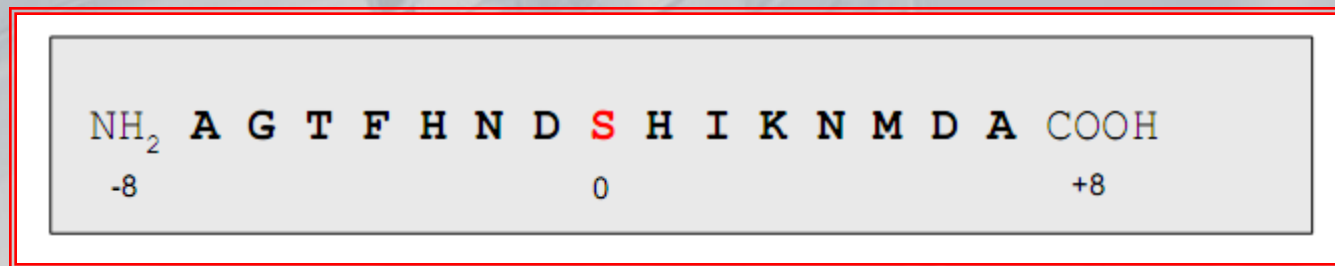 NH₂ A G T F H N D S H I K N M D A COOH
-8 0 +8